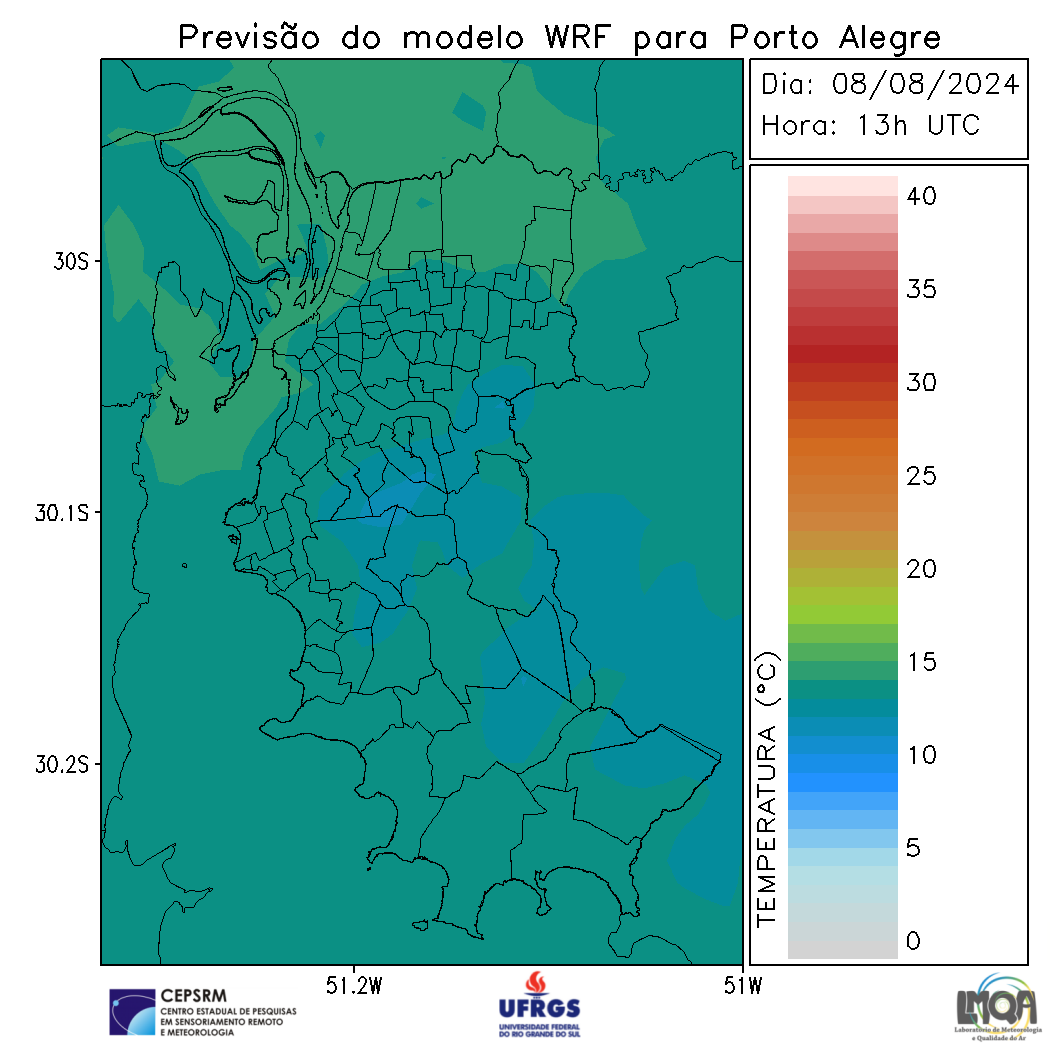 Previsão do modelo WRF para Porto Alegre
Dia: 08/08/2024
Hora: 13h UTC
30S
30.1S
30.2S
51.2W
51W
40
35
30
25
20
15
10
5
0
TEMPERATURA (°C)
CEPSRM
CENTRO ESTADUAL DE PESQUISAS
EM SENSORIAMENTO REMOTO
E METEOROLOGIA
UFRGS
UNIVERSIDADE FEDERAL
DO RIO GRANDE DO SUL
LMQA
Laboratório de Meteorologia
e Qualidade do Ar